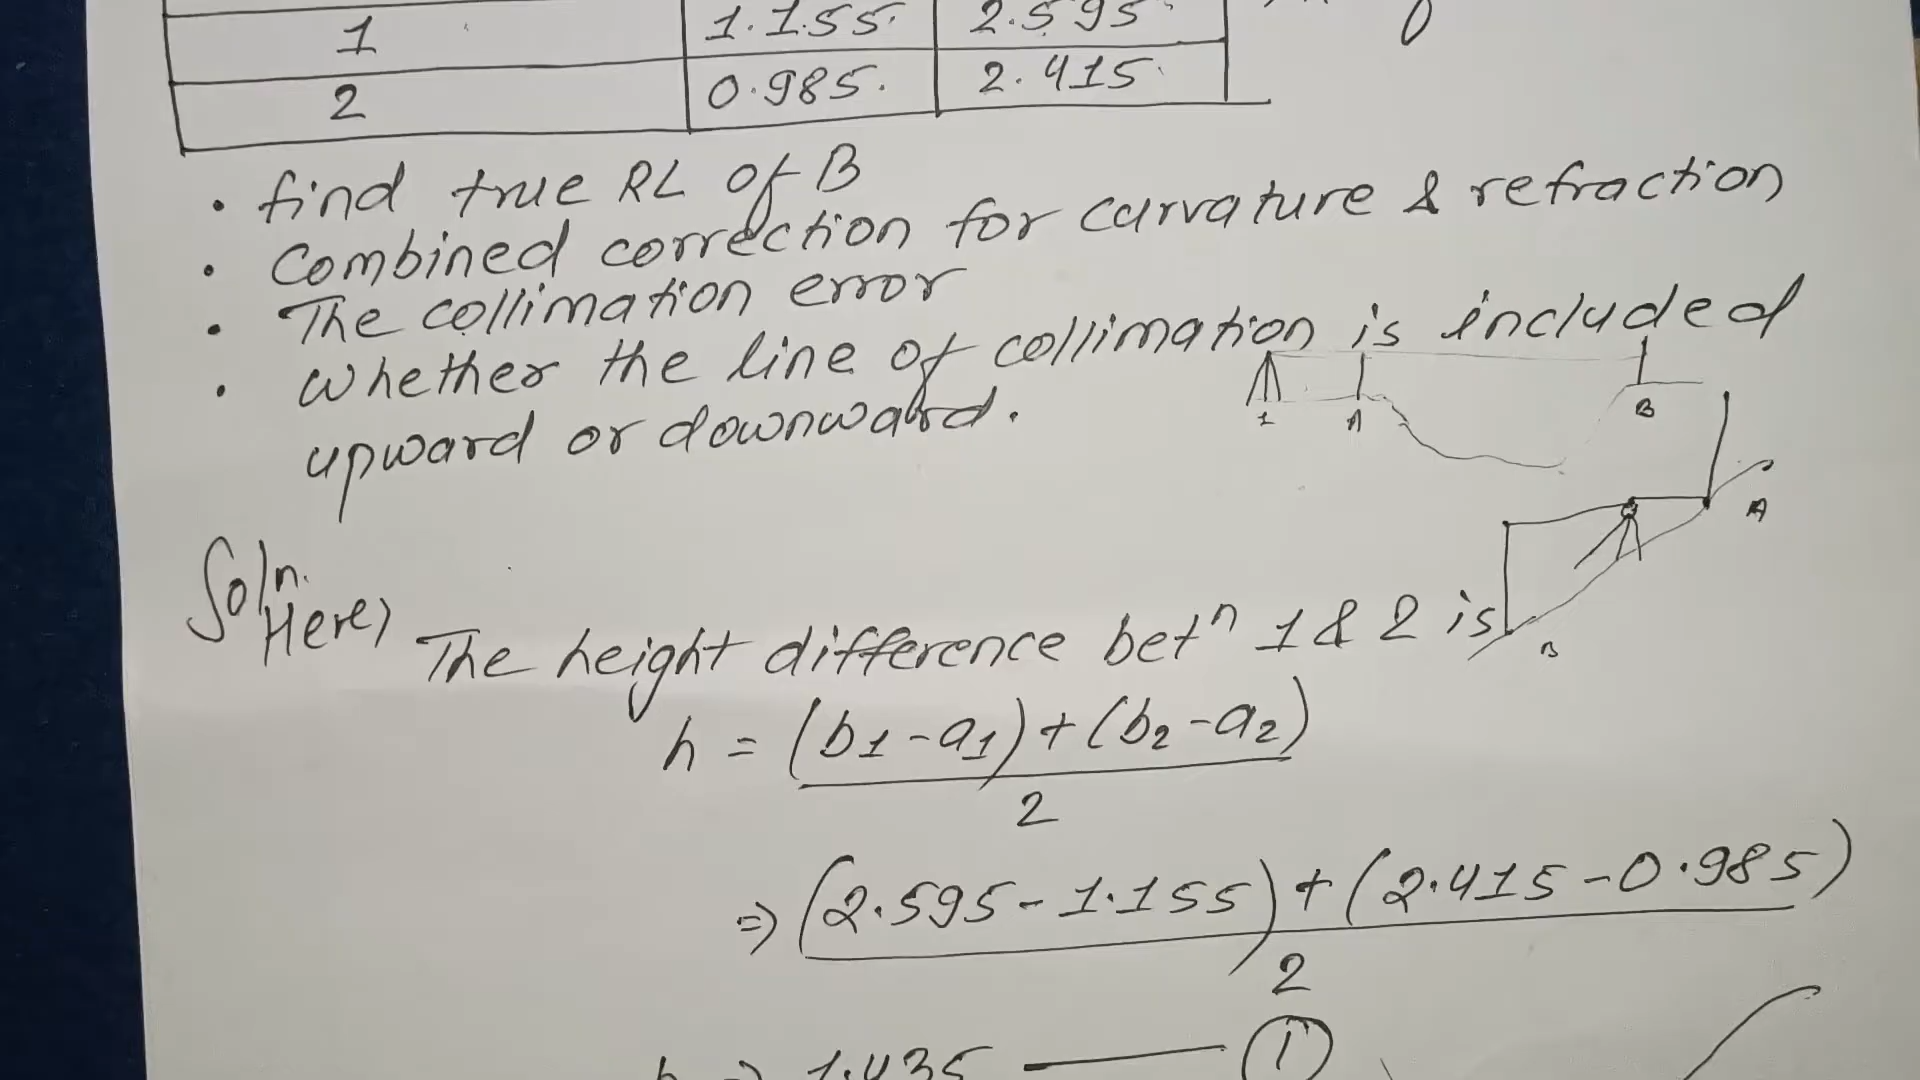 1 1.155 2.595
2 0.985. 2.415
• find true RL of B
• Combined correction for curvature & refraction
• The collimation error
• Whether the line of collimation is included
upward or downward.
1 A B
A
B
Soln.
Here,
The height difference betn 1 & 2 is
h = (b1-a1)+(b2-a2)
2
⇒ (2.595-1.155)+(2.415-0.985)
2
h ⇒ 1.435 — 1